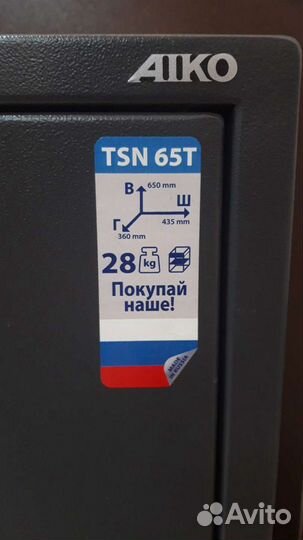 AIKO
TSN 65T
В
650 mm
Ш
435 mm
Г
360 mm
28 kg
Покупай
наше!
MADE
IN RUSSIA
Avito